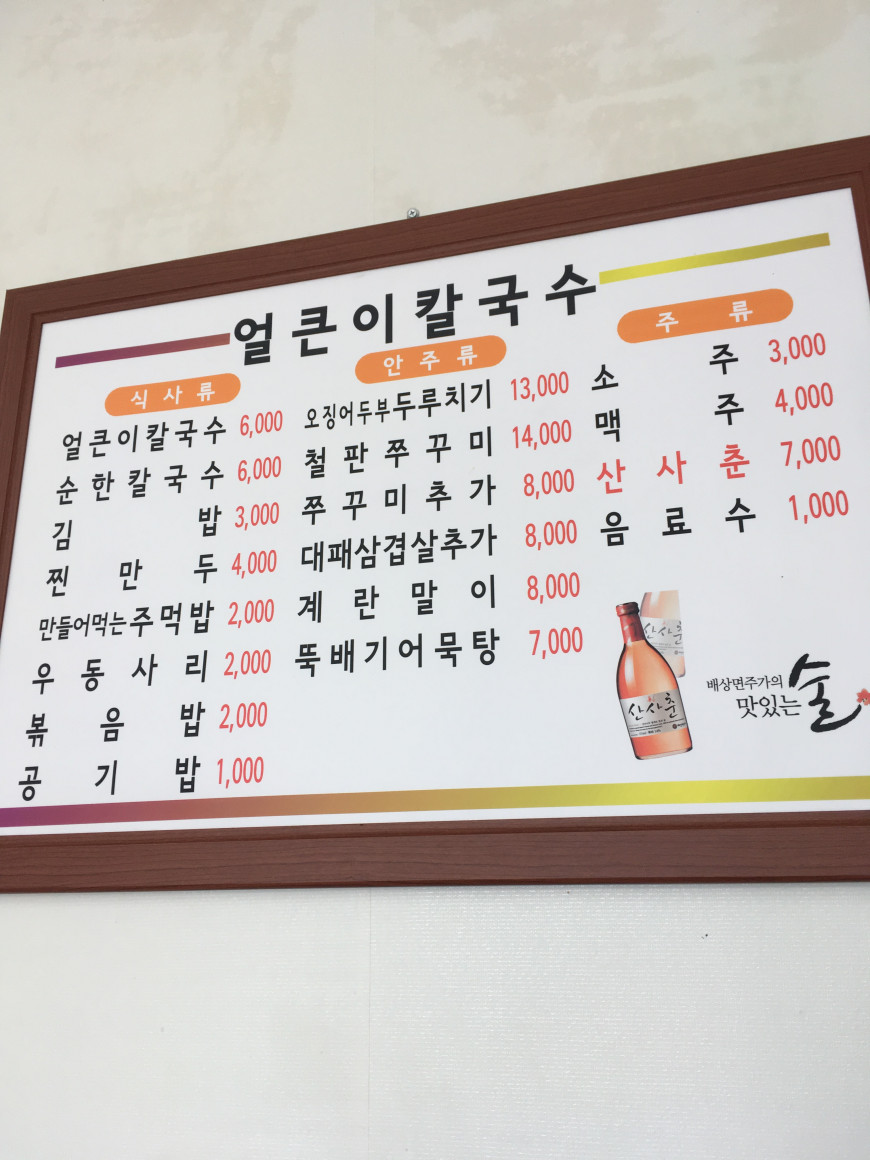 얼큰이칼국수
식사류
얼큰이칼국수 6,000
순한칼국수 6,000
김밥 3,000
찐만두 4,000
만들어먹는주먹밥 2,000
우동사리 2,000
볶음밥 2,000
공기밥 1,000
안주류
오징어두부두루치기 13,000
철판쭈꾸미 14,000
쭈꾸미추가 8,000
대패삼겹살추가 8,000
계란말이 8,000
뚝배기어묵탕 7,000
주류
소주 3,000
맥주 4,000
산사춘 7,000
음료수 1,000
산사춘
산사춘
배상면주가의
맛있는 술